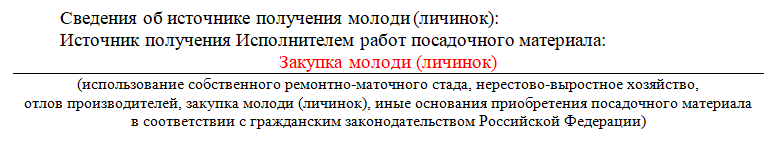 Сведения об источнике получения молоди (личинок):
Источник получения Исполнителем работ посадочного материала:
Закупка молоди (личинок)
(использование собственного ремонтно-маточного стада, нерестово-выростное хозяйство,
отлов производителей, закупка молоди (личинок), иные основания приобретения посадочного материала
в соответствии с гражданским законодательством Российской Федерации)